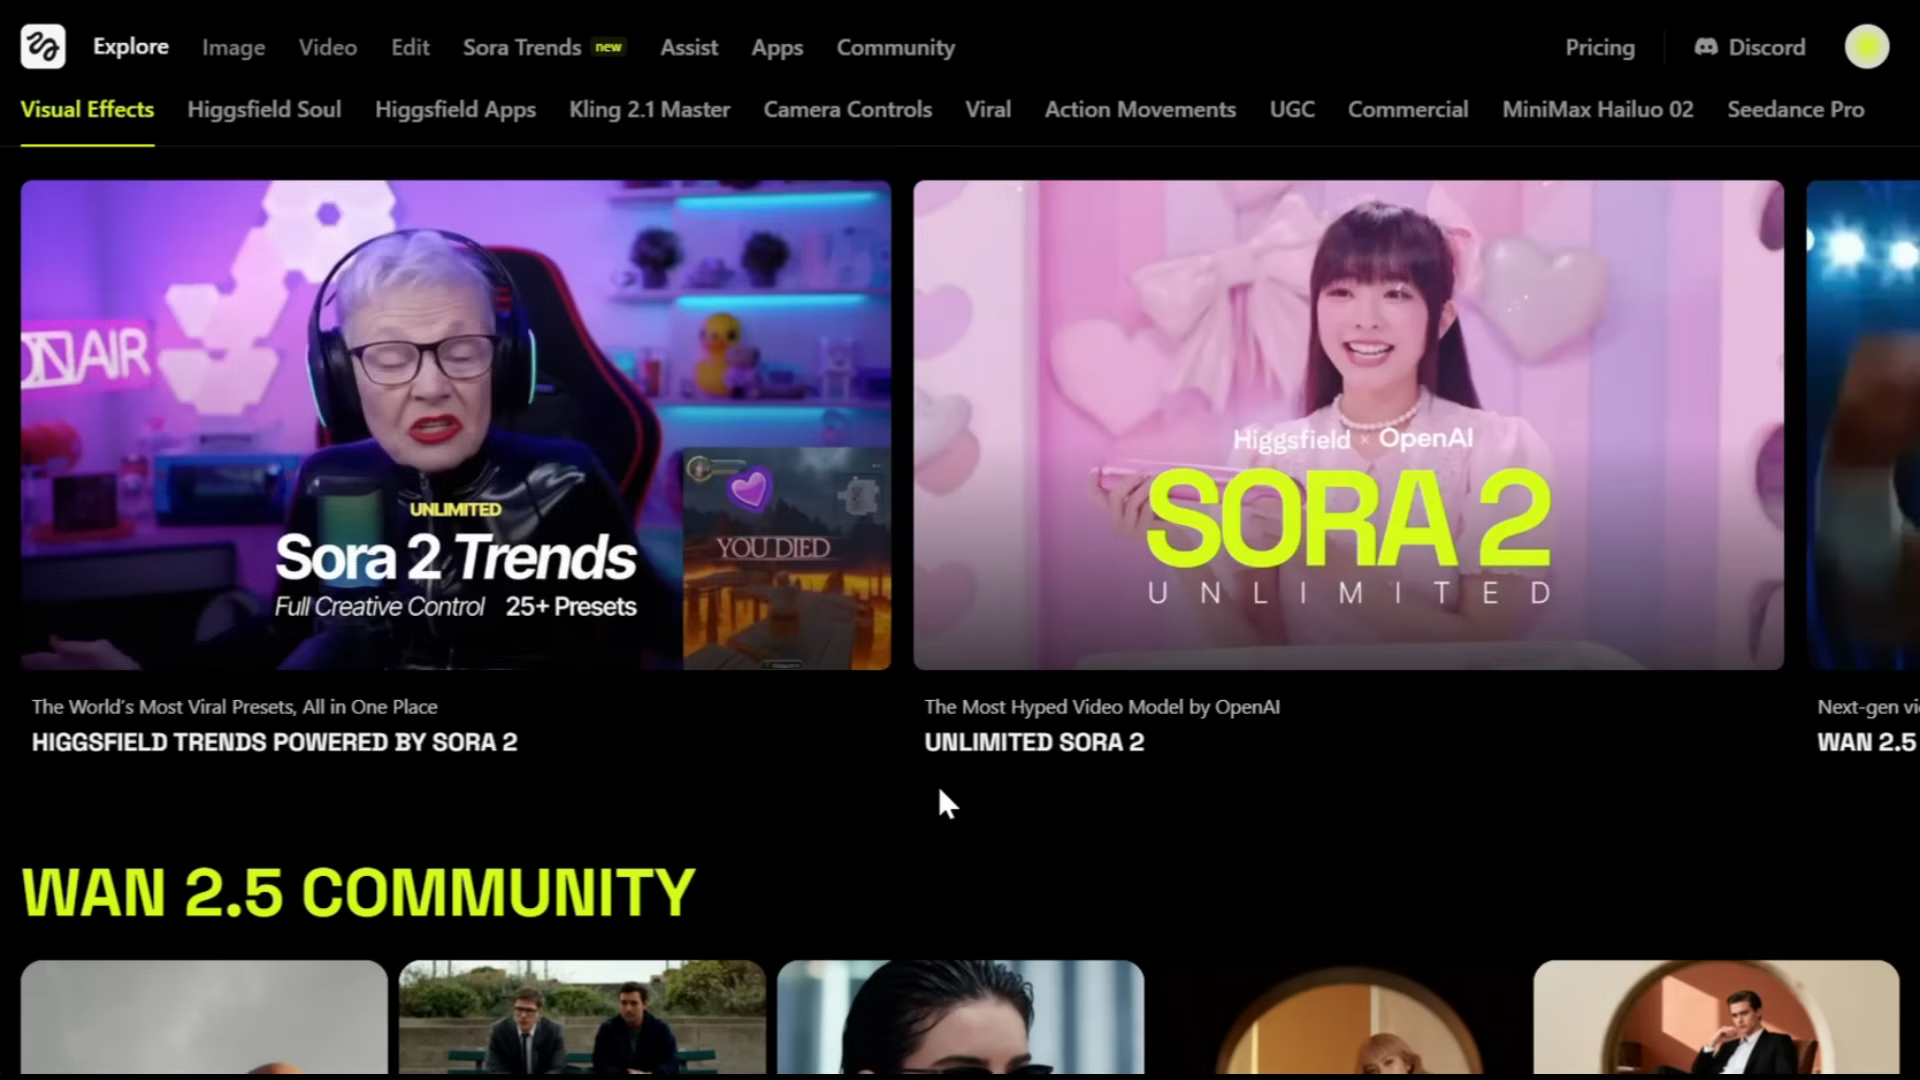 Explore Image Video Edit Sora Trends new Assist Apps Community Pricing Discord
Visual Effects Higgsfield Soul Higgsfield Apps Kling 2.1 Master Camera Controls Viral Action Movements UGC Commercial MiniMax Hailuo 02 Seedance Pro
ON AIR
UNLIMITED
Sora 2 Trends
Full Creative Control 25+ Presets
YOU DIED
Higgsfield × OpenAI
SORA 2
UNLIMITED
The World's Most Viral Presets, All in One Place
HIGGSFIELD TRENDS POWERED BY SORA 2
The Most Hyped Video Model by OpenAI
UNLIMITED SORA 2
Next-gen vi
WAN 2.5
WAN 2.5 COMMUNITY